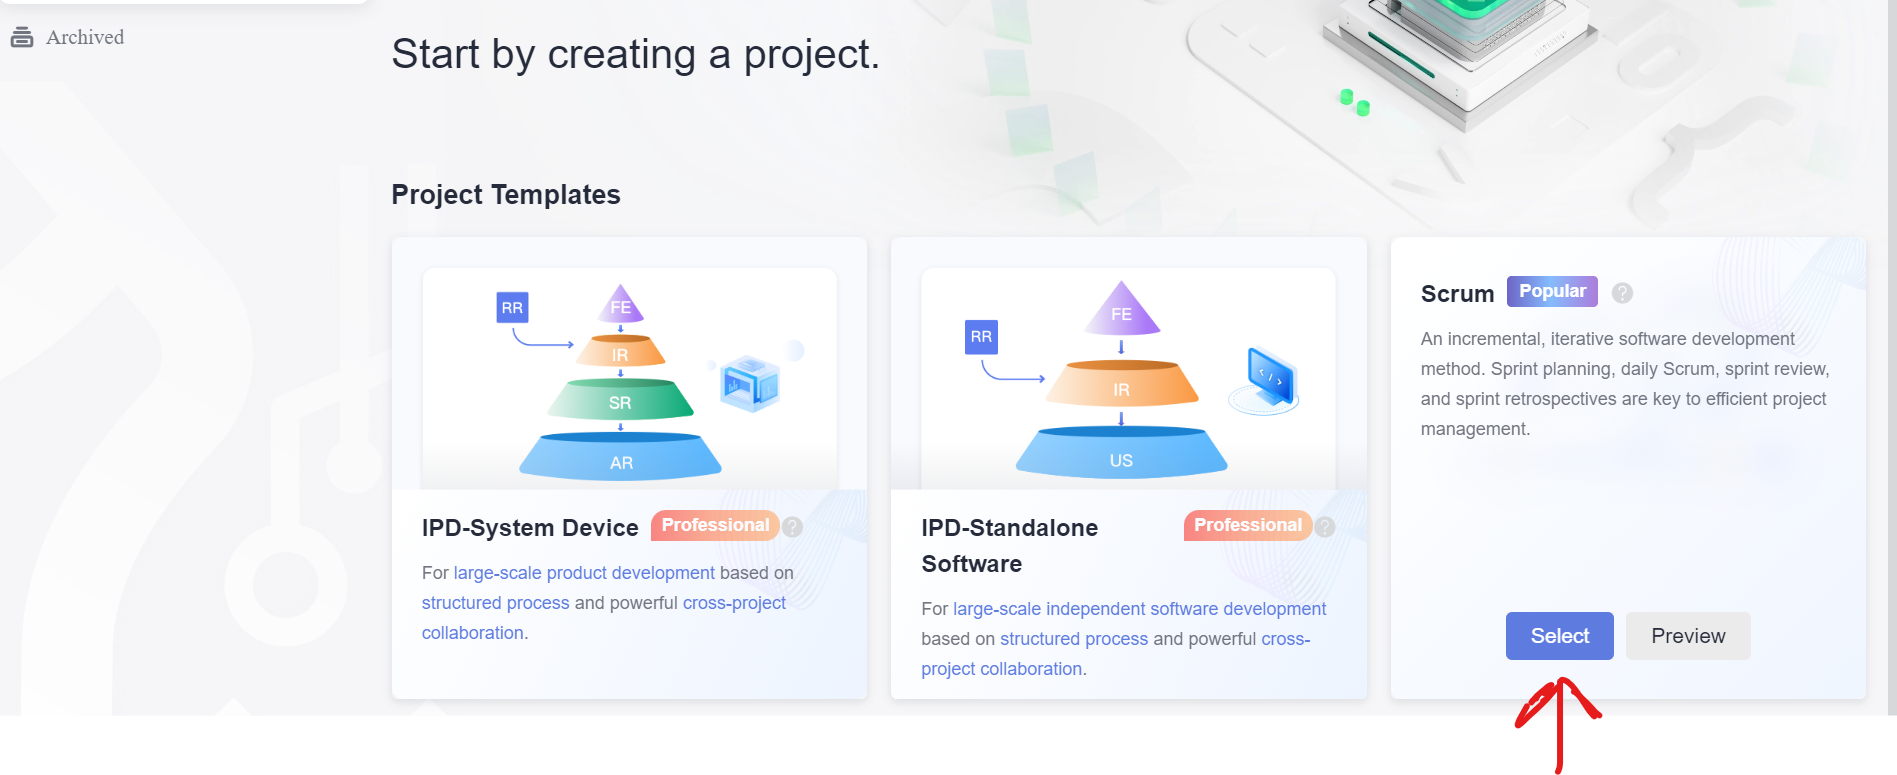 Archived
Start by creating a project.
Project Templates
RR
FE
IR
SR
AR
IPD-System Device Professional ?
For large-scale product development based on
structured process and powerful cross-project
collaboration.
RR
FE
IR
US
IPD-Standalone Professional ?
Software
For large-scale independent software development
based on structured process and powerful cross-
project collaboration.
Scrum Popular ?
An incremental, iterative software development
method. Sprint planning, daily Scrum, sprint review,
and sprint retrospectives are key to efficient project
management.
Select Preview